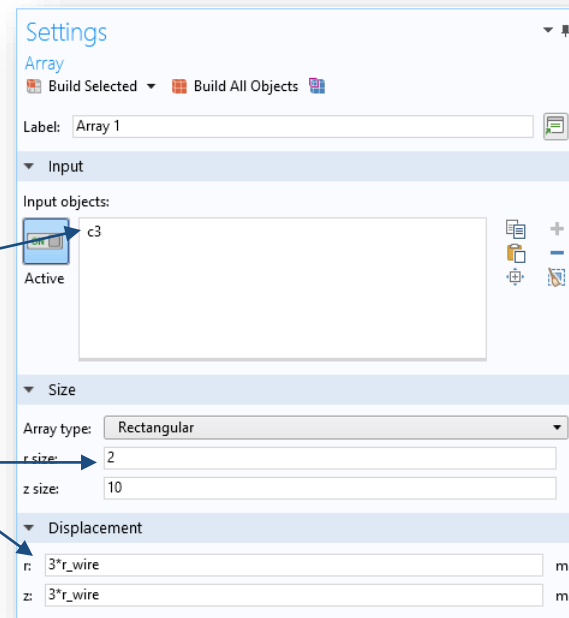 Settings
Array
Build Selected Build All Objects
Label: Array 1
Input
Input objects:
ON
c3
Active
Size
Array type: Rectangular
r size: 2
z size: 10
Displacement
r: 3*r_wire m
z: 3*r_wire m